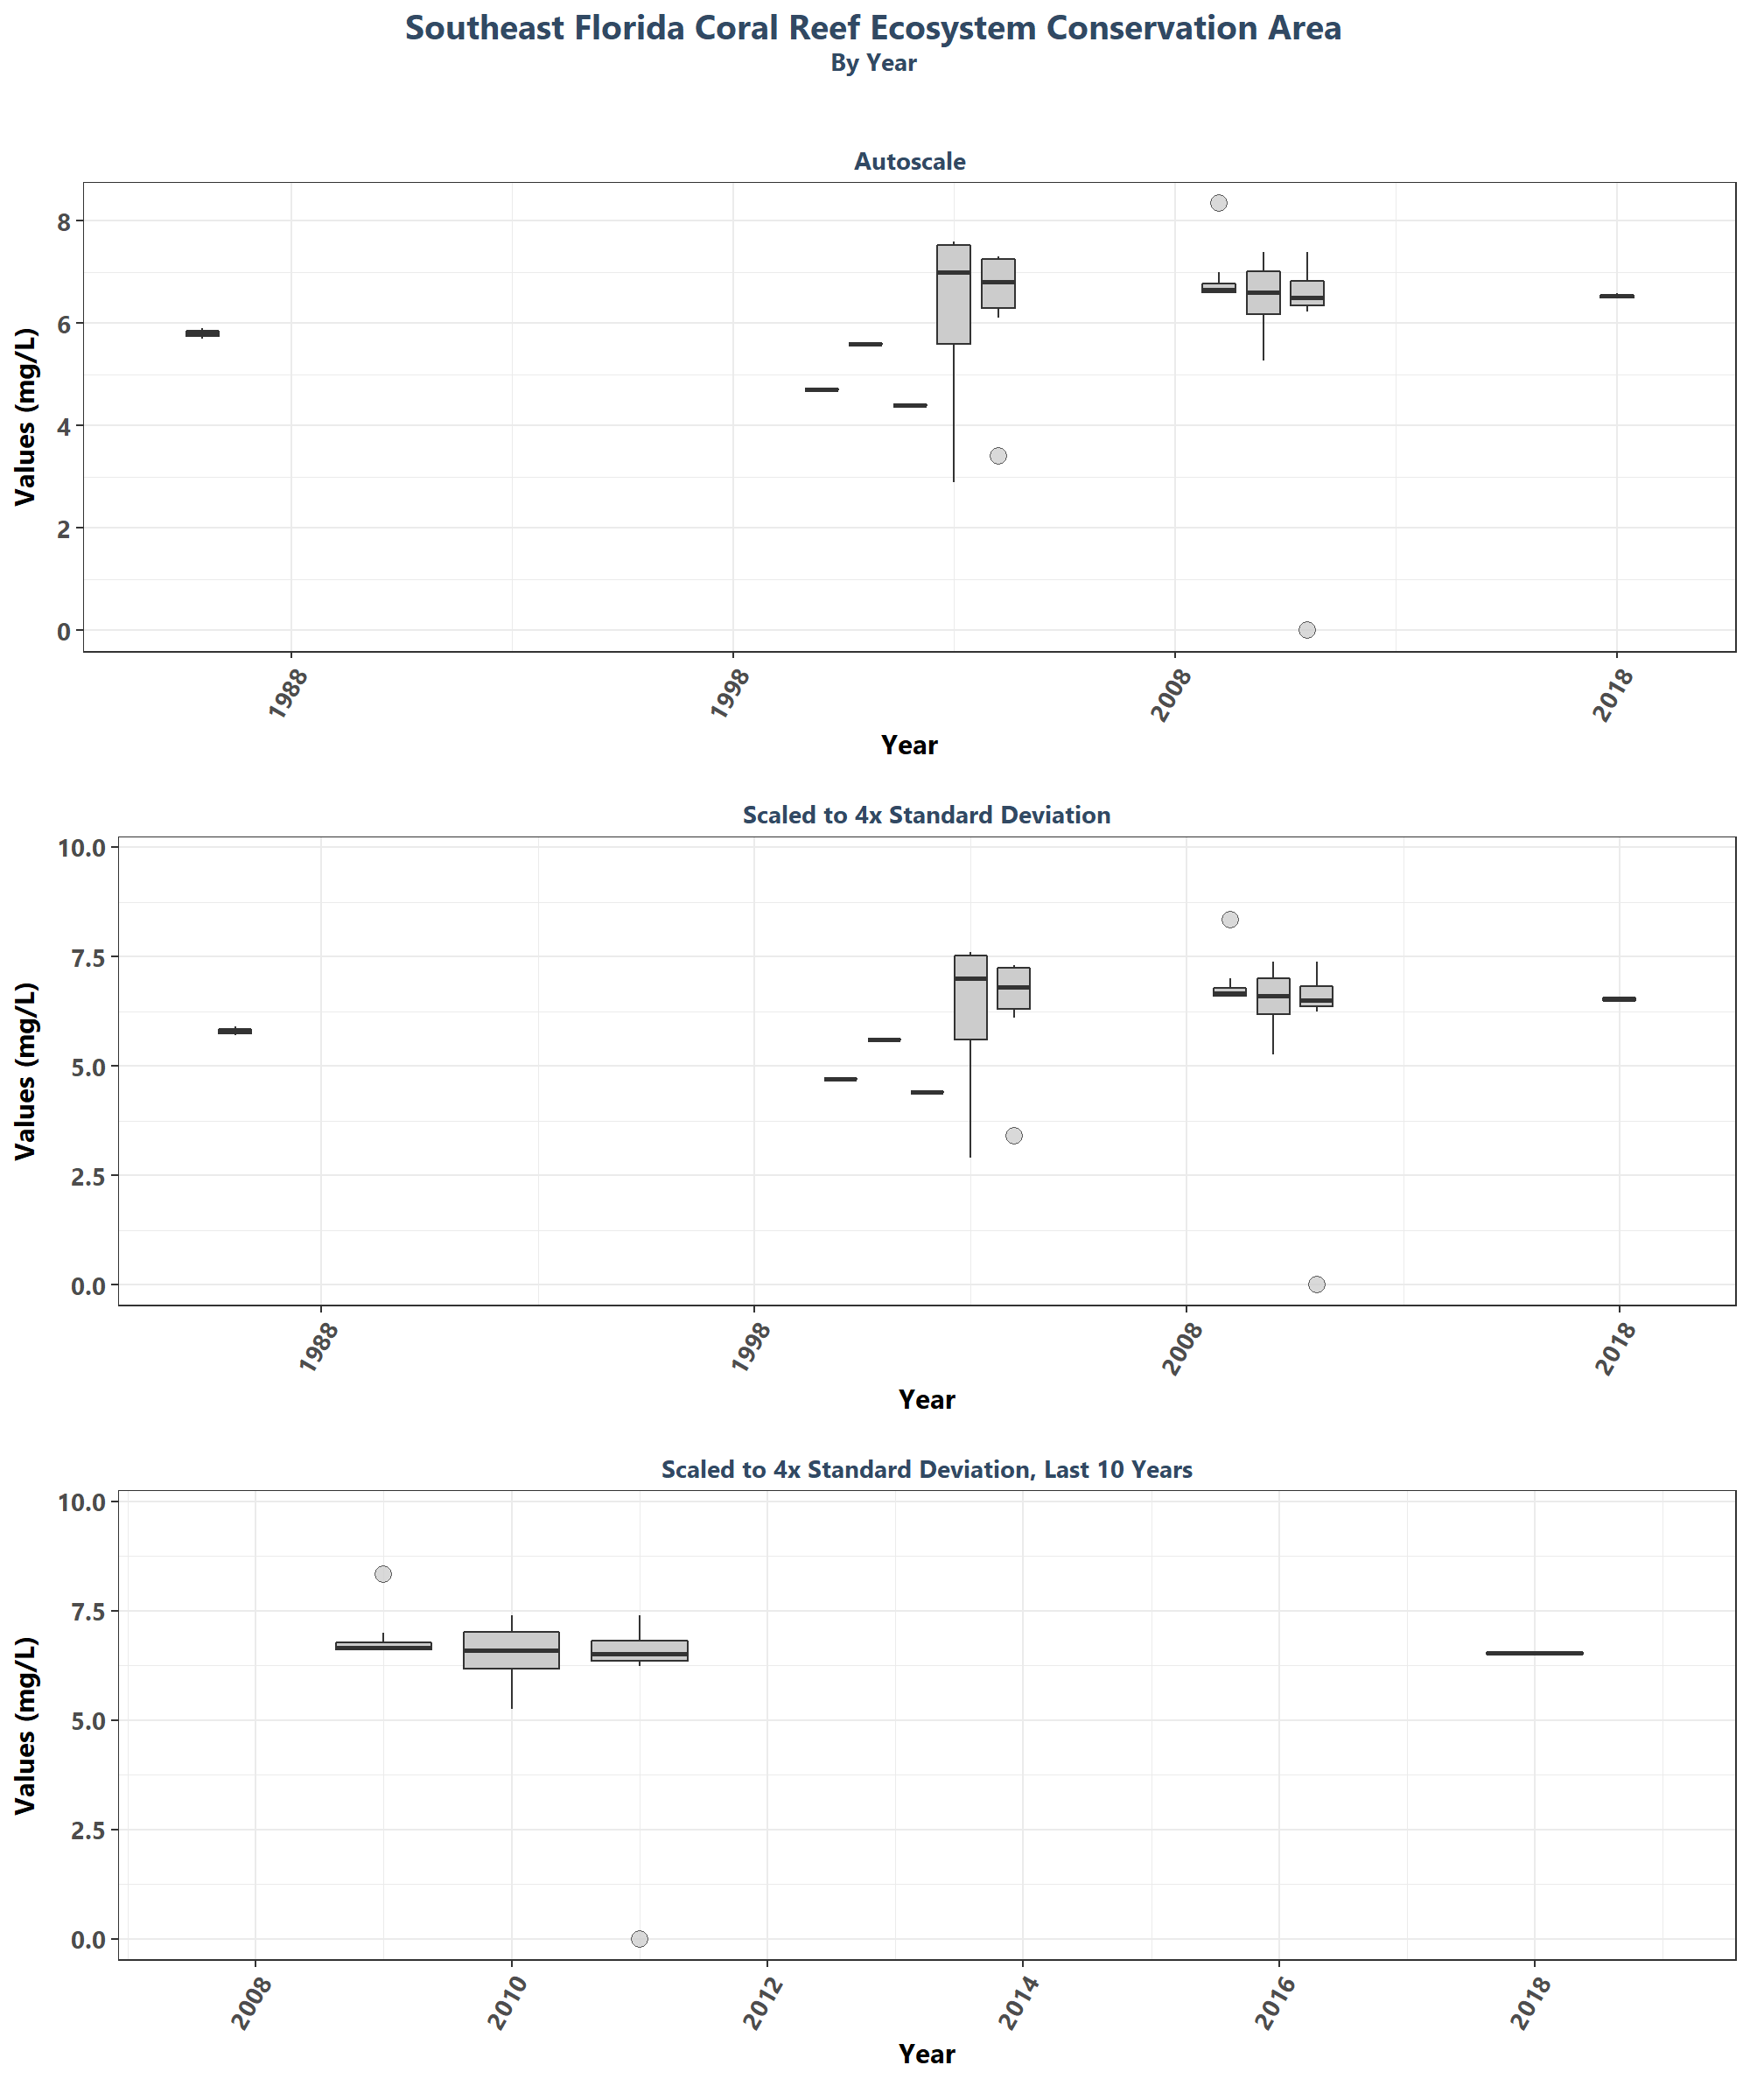 Southeast Florida Coral Reef Ecosystem Conservation Area
By Year
Autoscale
Values (mg/L)
8
6
4
2
0
1988
1998
2008
2018
Year
Scaled to 4x Standard Deviation
Values (mg/L)
10.0
7.5
5.0
2.5
0.0
1988
1998
2008
2018
Year
Scaled to 4x Standard Deviation, Last 10 Years
Values (mg/L)
10.0
7.5
5.0
2.5
0.0
2008
2010
2012
2014
2016
2018
Year